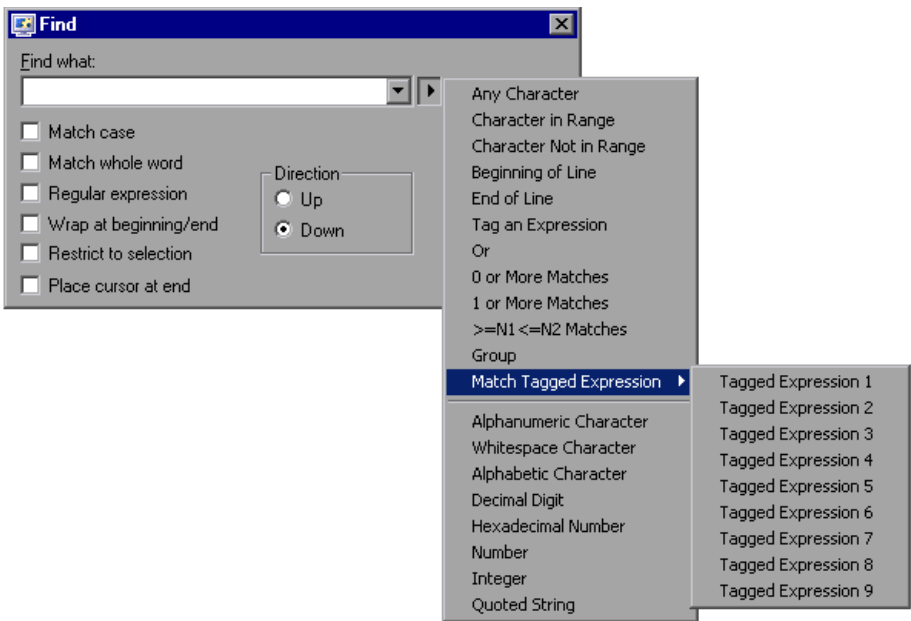 Find
Find what:
Match case
Match whole word
Regular expression
Wrap at beginning/end
Restrict to selection
Place cursor at end
Direction
Up
Down
Any Character
Character in Range
Character Not in Range
Beginning of Line
End of Line
Tag an Expression
Or
0 or More Matches
1 or More Matches
>=N1<=N2 Matches
Group
Match Tagged Expression
Alphanumeric Character
Whitespace Character
Alphabetic Character
Decimal Digit
Hexadecimal Number
Number
Integer
Quoted String
Tagged Expression 1
Tagged Expression 2
Tagged Expression 3
Tagged Expression 4
Tagged Expression 5
Tagged Expression 6
Tagged Expression 7
Tagged Expression 8
Tagged Expression 9